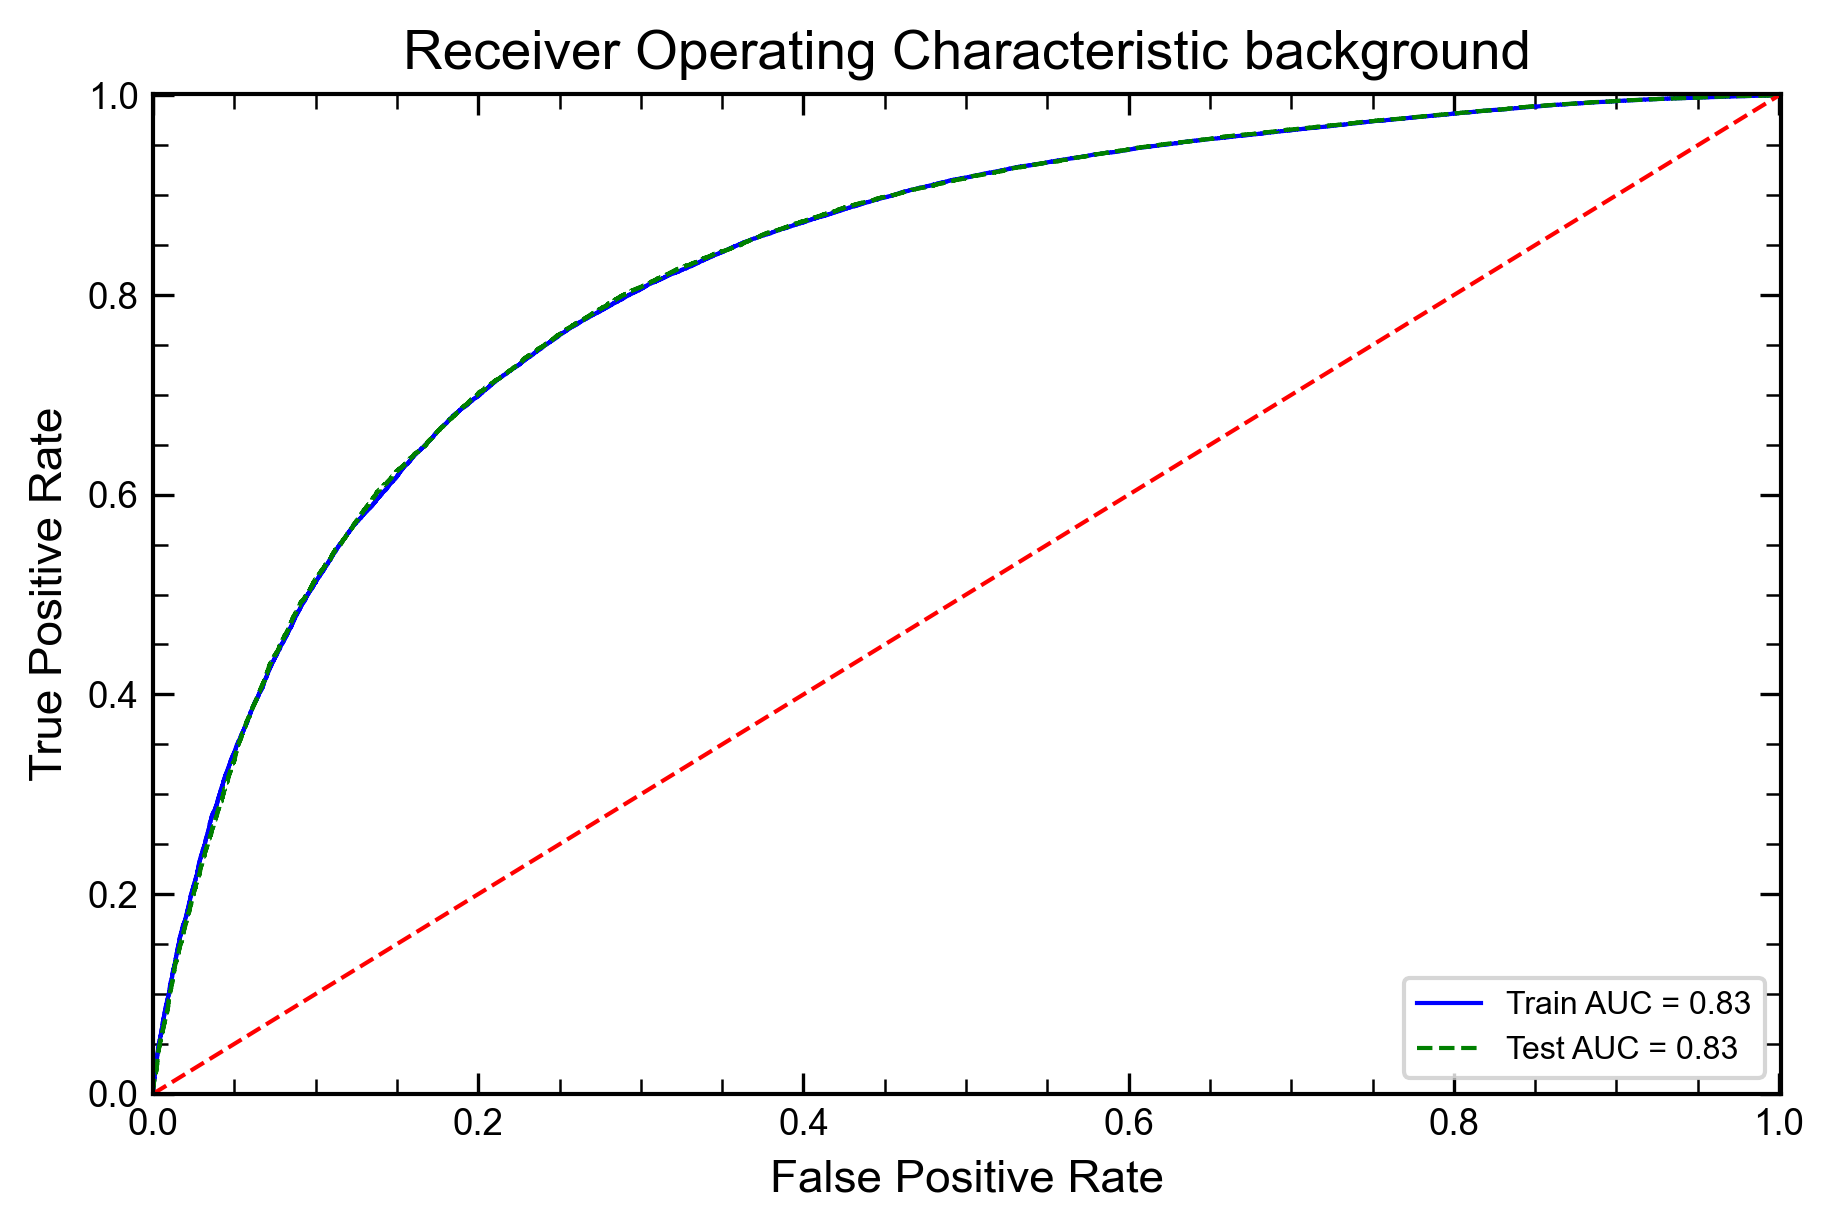 Receiver Operating Characteristic background
1.0
0.8
0.6
0.4
0.2
0.0
True Positive Rate
0.0 0.2 0.4 0.6 0.8 1.0
False Positive Rate
Train AUC = 0.83
Test AUC = 0.83